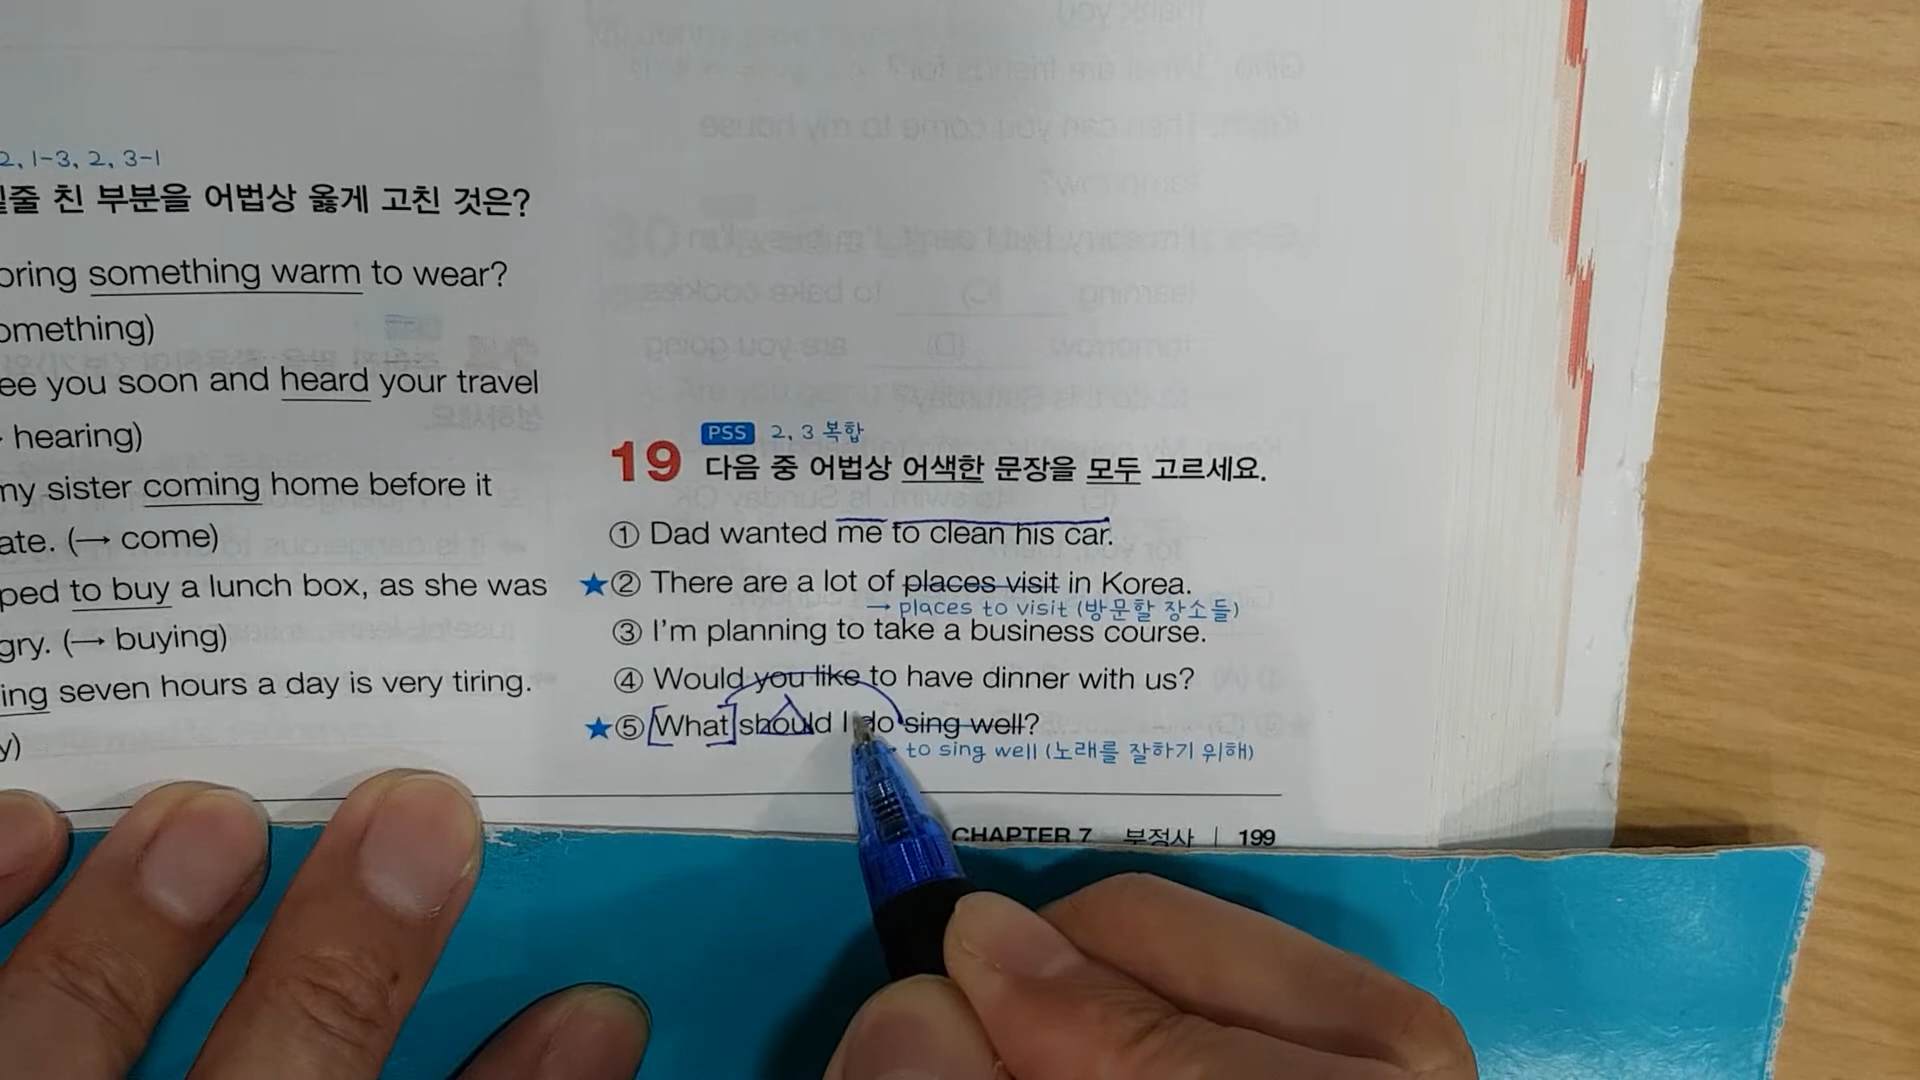 2, 1-3, 2, 3-1
줄 친 부분을 어법상 옳게 고친 것은?
bring something warm to wear?
omething)
ee you soon and heard your travel
hearing)
my sister coming home before it
ate. (→ come)
ped to buy a lunch box, as she was
gry. (→ buying)
ing seven hours a day is very tiring.
y)
19 PSS 2, 3 복합
다음 중 어법상 어색한 문장을 모두 고르세요.
① Dad wanted me to clean his car.
★② There are a lot of places visit in Korea.
→ places to visit (방문할 장소들)
③ I'm planning to take a business course.
④ Would you like to have dinner with us?
★⑤ What should I do sing well?
to sing well (노래를 잘하기 위해)
CHAPTER 7 부정사 | 199